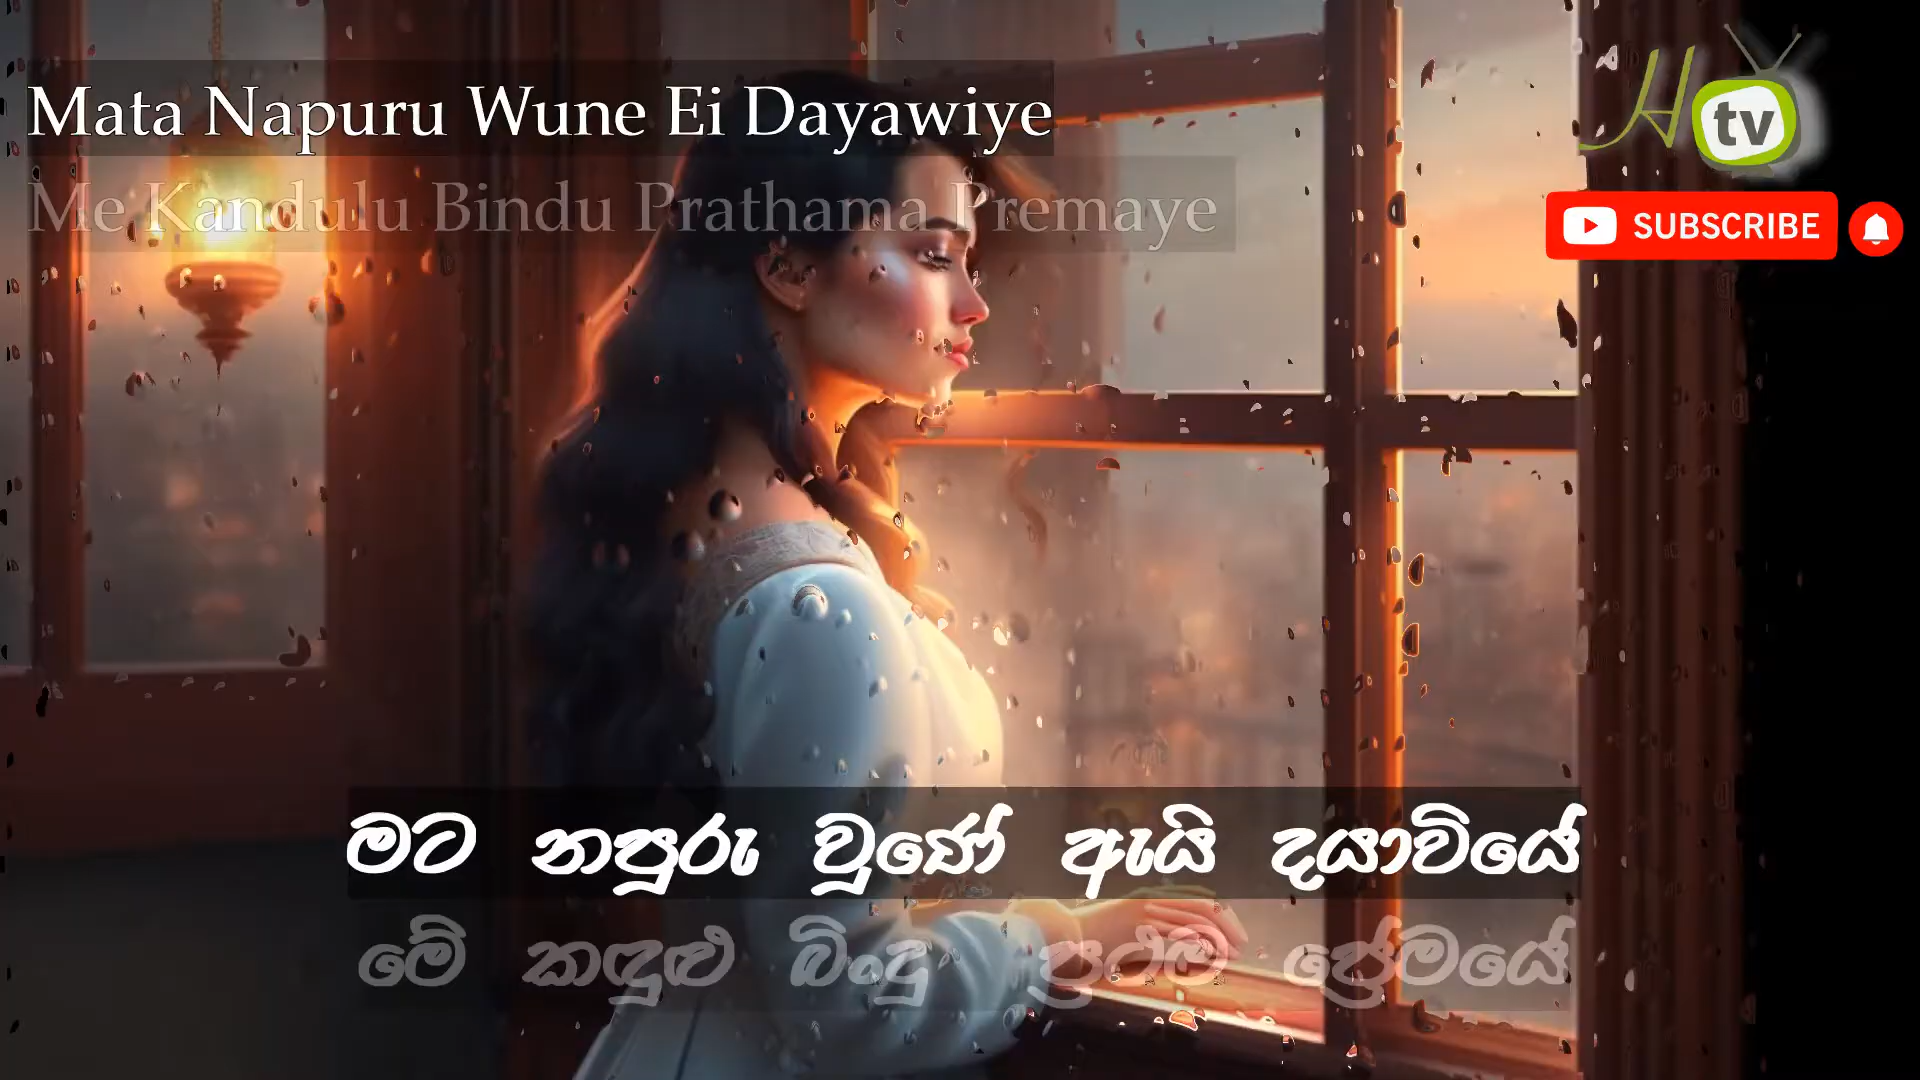 Mata Napuru Wune Ei Dayawiye
Me Kandulu Bindu Prathama Premaye
H tv
SUBSCRIBE
මට නපුරු වුණේ ඇයි දයාවියේ
මේ කඳුළු බිංදු ප්‍රථම ප්‍රේමයේ